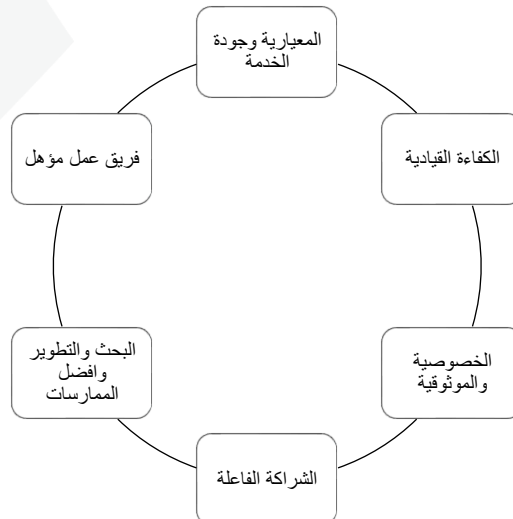 المعيارية وجودة
الخدمة
الكفاءة القيادية
الخصوصية
والموثوقية
الشراكة الفاعلة
البحث والتطوير
وافضل
الممارسات
فريق عمل مؤهل